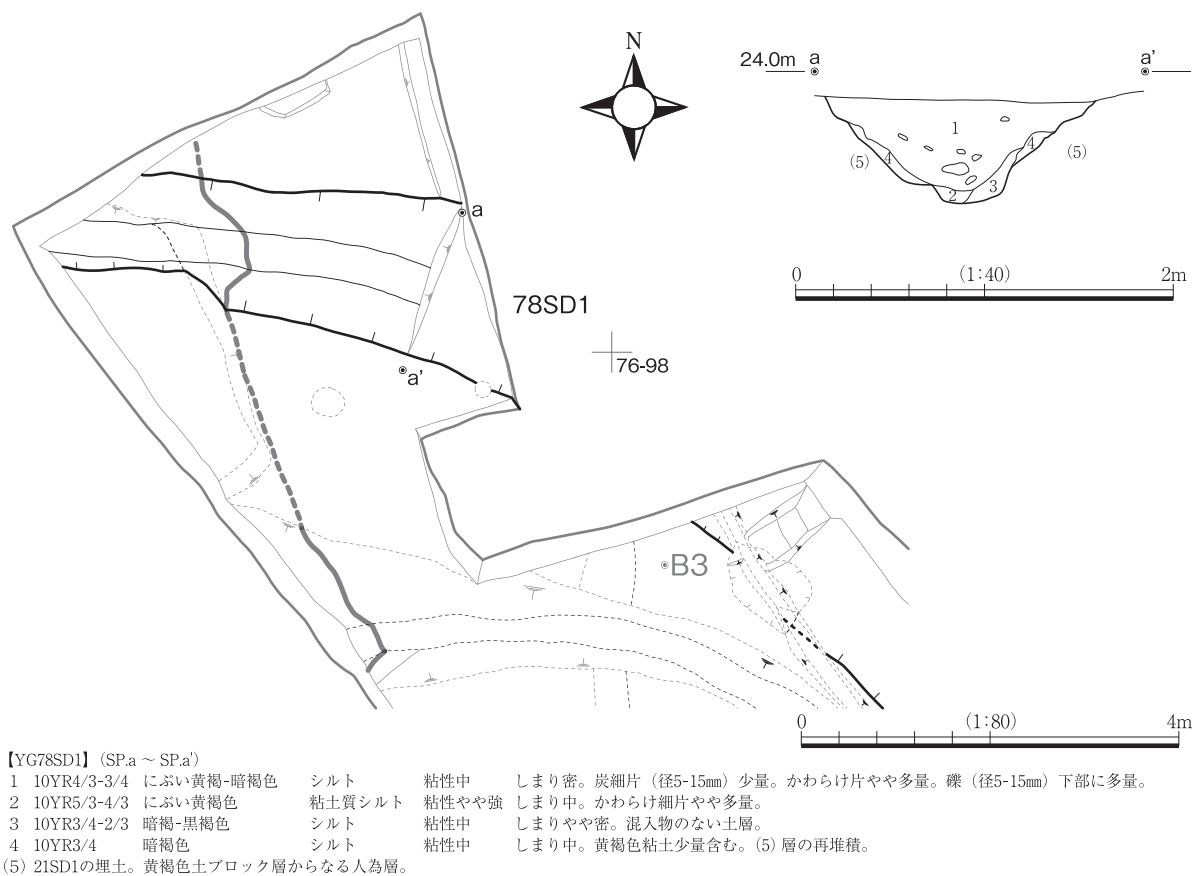 N
24.0m a a'
1
(5) 4 4 (5)
3
2
0 (1:40) 2m
a
78SD1
76-98
a'
B3
0 (1:80) 4m
【YG78SD1】(SP.a ~ SP.a')
1 10YR4/3-3/4 にぶい黄褐-暗褐色 シルト 粘性中 しまり密。炭細片（径5-15㎜）少量。かわらけ片やや多量。礫（径5-15㎜）下部に多量。
2 10YR5/3-4/3 にぶい黄褐色 粘土質シルト 粘性やや強 しまり中。かわらけ細片やや多量。
3 10YR3/4-2/3 暗褐-黒褐色 シルト 粘性中 しまりやや密。混入物のない土層。
4 10YR3/4 暗褐色 シルト 粘性中 しまり中。黄褐色粘土少量含む。(5) 層の再堆積。
(5) 21SD1の埋土。黄褐色土ブロック層からなる人為層。